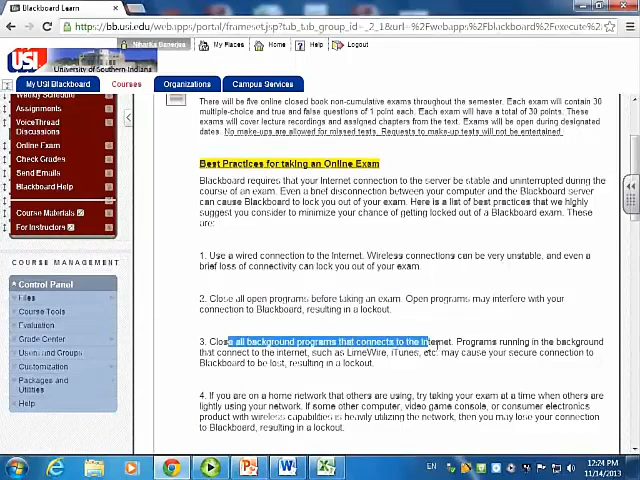 Blackboard Learn
https://bb.usi.edu/webapps/portal/frameset.jsp?tab_tab_group_id=_2_1&url=%2Fwebapps%2Fblackboard%2Fexecute%2
Niharika Banerjea
My Places
Home
Help
Logout
USI
University of Southern Indiana
My USI Blackboard
Courses
Organizations
Campus Services
Weekly Schedule
Assignments
VoiceThread
Discussions
Online Exam
Check Grades
Send Emails
Blackboard Help
Course Materials
For Instructors
COURSE MANAGEMENT
Control Panel
Files
Course Tools
Evaluation
Grade Center
Users and Groups
Customization
Packages and
Utilities
Help
There will be five online closed book non-cumulative exams throughout the semester. Each exam will contain 30
multiple-choice and true and false questions of 1 point each. Each exam will have a total of 30 points. These
exams will cover lecture recordings and assigned chapters from the text. Exams will be open during designated
dates. No make-ups are allowed for missed tests. Requests to make-up tests will not be entertained.
Best Practices for taking an Online Exam
Blackboard requires that your Internet connection to the server be stable and uninterrupted during the
course of an exam. Even a brief disconnection between your computer and the Blackboard server
can cause Blackboard to lock you out of your exam. Here is a list of best practices that we highly
suggest you consider to minimize your chance of getting locked out of a Blackboard exam. These
are:
1. Use a wired connection to the Internet. Wireless connections can be very unstable, and even a
brief loss of connectivity can lock you out of your exam.
2. Close all open programs before taking an exam. Open programs may interfere with your
connection to Blackboard, resulting in a lockout.
3. Close all background programs that connects to the internet. Programs running in the background
that connect to the internet, such as LimeWire, iTunes, etc. may cause your secure connection to
Blackboard to be lost, resulting in a lockout.
4. If you are on a home network that others are using, try taking your exam at a time when others are
lightly using your network. If some other computer, video game console, or consumer electronics
product with wireless capabilities is heavily utilizing the network, then you may lose your connection
to Blackboard, resulting in a lockout.
EN
12:24 PM
11/14/2013